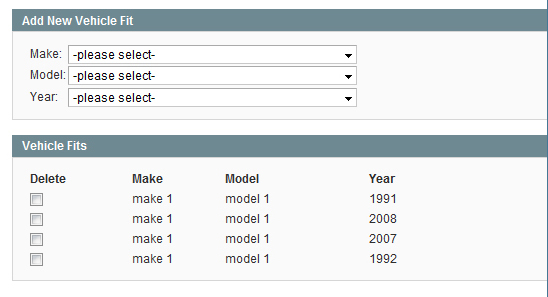 Add New Vehicle Fit
Make: -please select-
Model: -please select-
Year: -please select-
Vehicle Fits
Delete Make Model Year
make 1 model 1 1991
make 1 model 1 2008
make 1 model 1 2007
make 1 model 1 1992